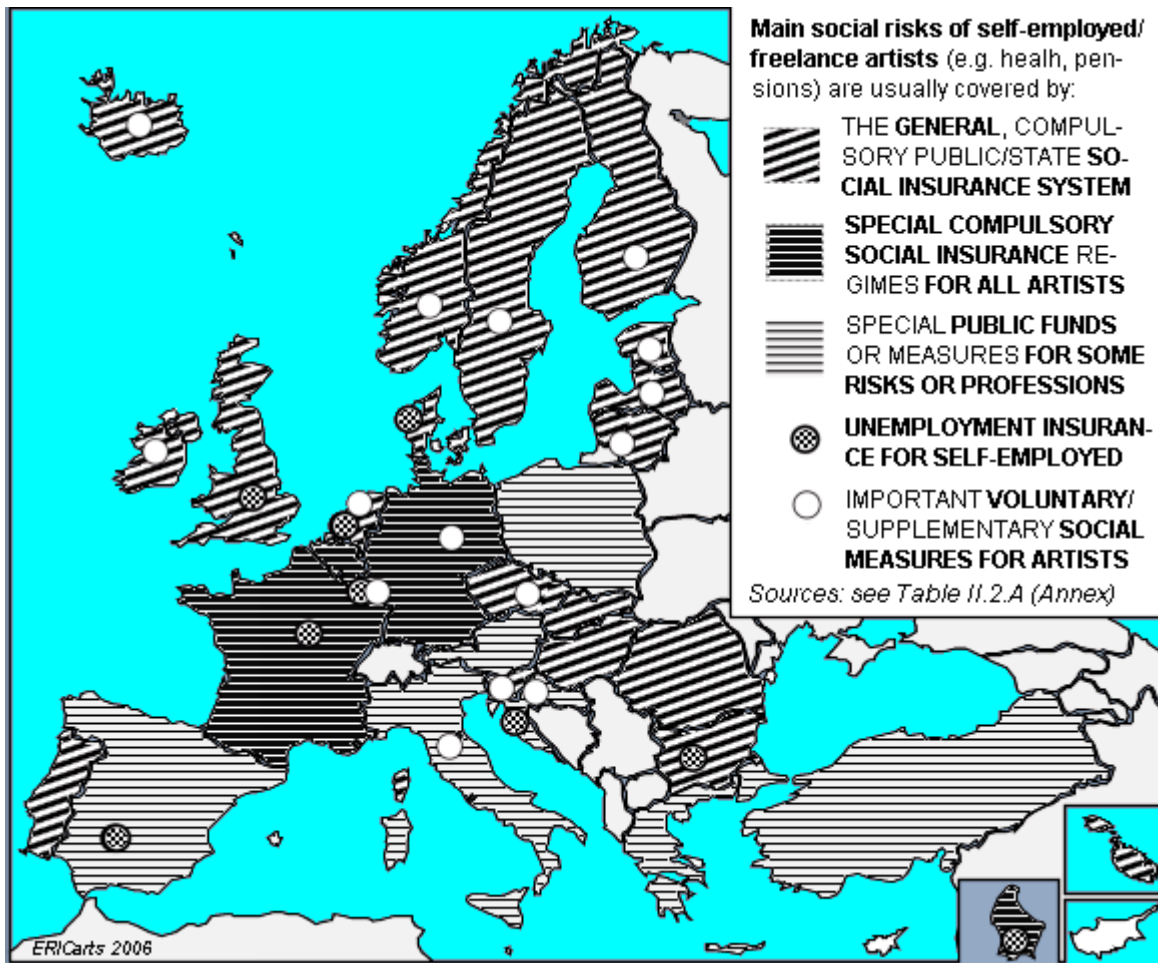 Main social risks of self-employed/
freelance artists (e.g. healh, pen-
sions) are usually covered by:
THE GENERAL, COMPUL-
SORY PUBLIC/STATE SO-
CIAL INSURANCE SYSTEM
SPECIAL COMPULSORY
SOCIAL INSURANCE RE-
GIMES FOR ALL ARTISTS
SPECIAL PUBLIC FUNDS
OR MEASURES FOR SOME
RISKS OR PROFESSIONS
UNEMPLOYMENT INSURAN-
CE FOR SELF-EMPLOYED
IMPORTANT VOLUNTARY/
SUPPLEMENTARY SOCIAL
MEASURES FOR ARTISTS
Sources: see Table II.2.A (Annex)
ERICarts 2006